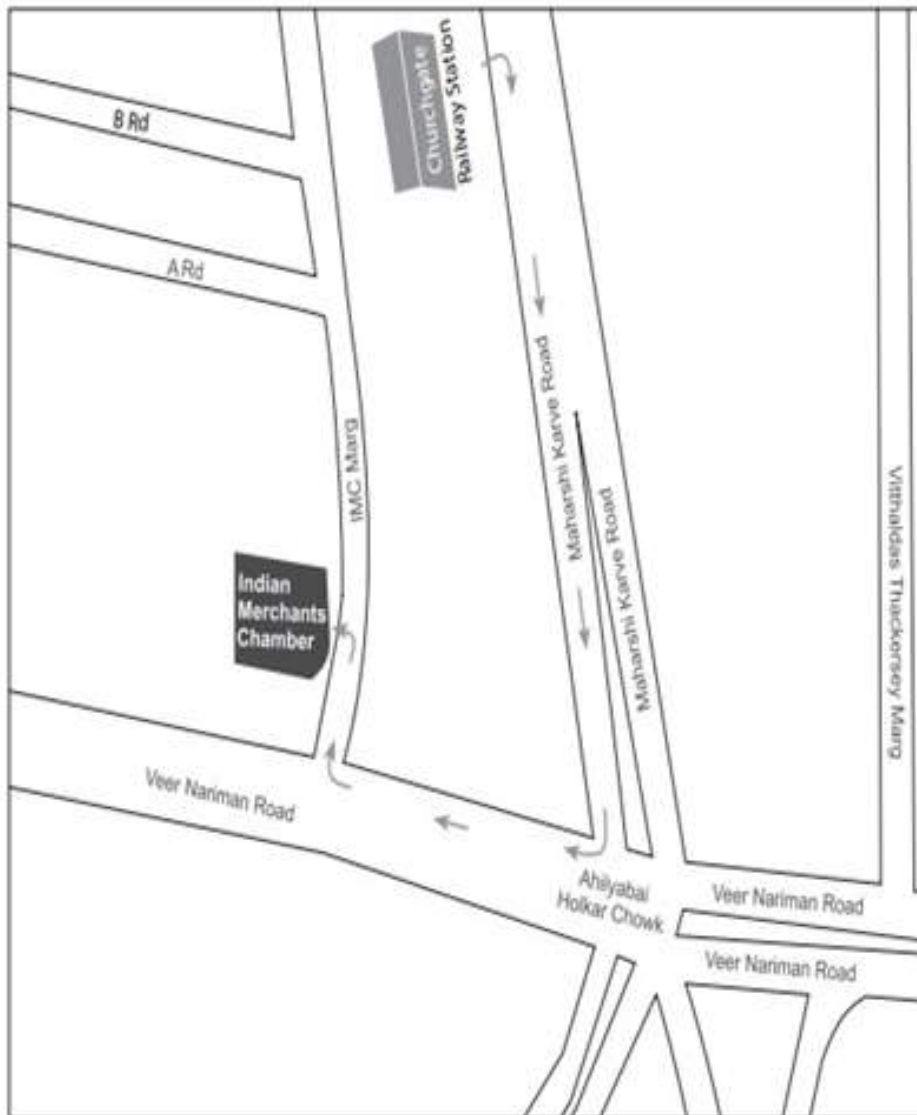 Churchgate
Railway Station
B Rd
A Rd
Maharshi Karve Road
IMC Marg
Maharshi Karve Road
Vitthaldas Thackersey Marg
Indian
Merchants
Chamber
Veer Nariman Road
Ahilyabai
Holkar Chowk
Veer Nariman Road
Veer Nariman Road